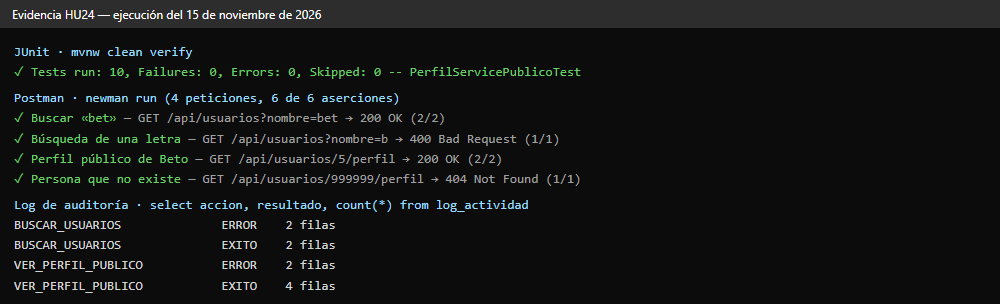 Evidencia HU24 — ejecución del 15 de noviembre de 2026
JUnit · mvnw clean verify
✓ Tests run: 10, Failures: 0, Errors: 0, Skipped: 0 -- PerfilServicePublicoTest
Postman · newman run (4 peticiones, 6 de 6 aserciones)
✓ Buscar «bet» — GET /api/usuarios?nombre=bet → 200 OK (2/2)
✓ Búsqueda de una letra — GET /api/usuarios?nombre=b → 400 Bad Request (1/1)
✓ Perfil público de Beto — GET /api/usuarios/5/perfil → 200 OK (2/2)
✓ Persona que no existe — GET /api/usuarios/999999/perfil → 404 Not Found (1/1)
Log de auditoría · select accion, resultado, count(*) from log_actividad
BUSCAR_USUARIOS ERROR 2 filas
BUSCAR_USUARIOS EXITO 2 filas
VER_PERFIL_PUBLICO ERROR 2 filas
VER_PERFIL_PUBLICO EXITO 4 filas